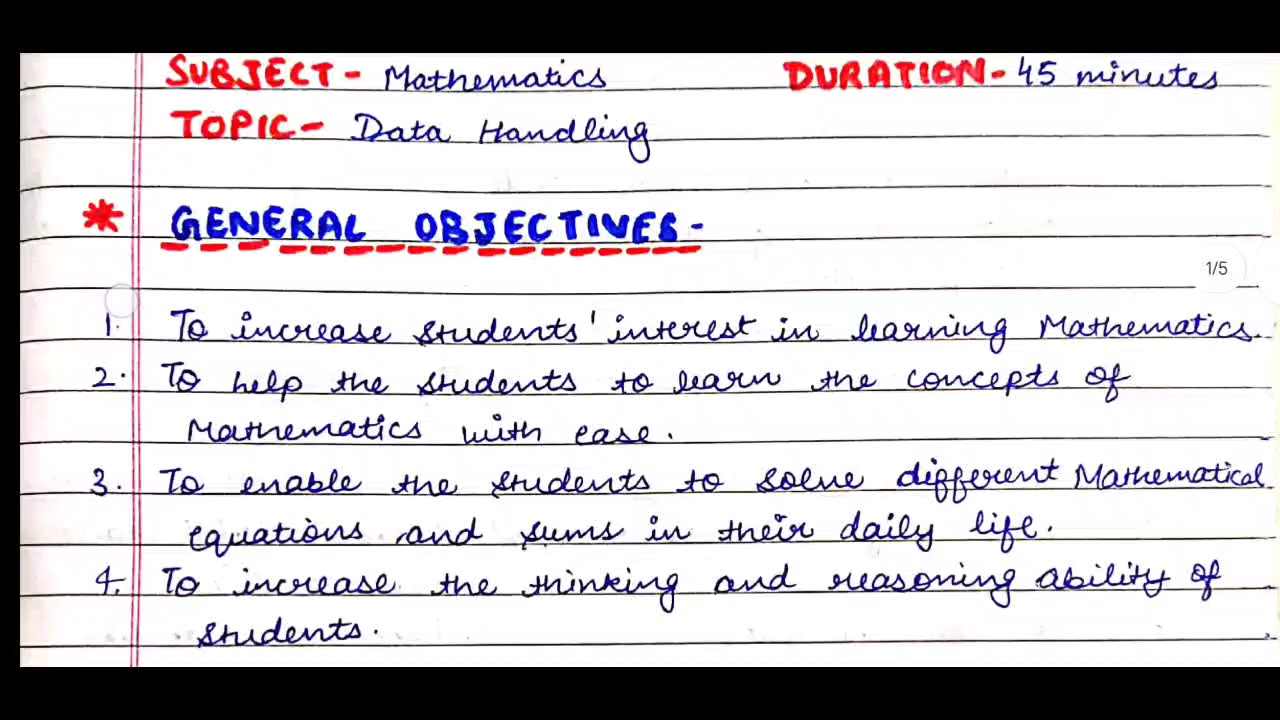 SUBJECT- Mathematics DURATION- 45 minutes
TOPIC- Data Handling
* GENERAL OBJECTIVES-
1/5
1. To increase students' interest in learning Mathematics.
2. To help the students to learn the concepts of
Mathematics with ease.
3. To enable the students to solve different Mathematical
equations and sums in their daily life.
4. To increase the thinking and reasoning ability of
students.